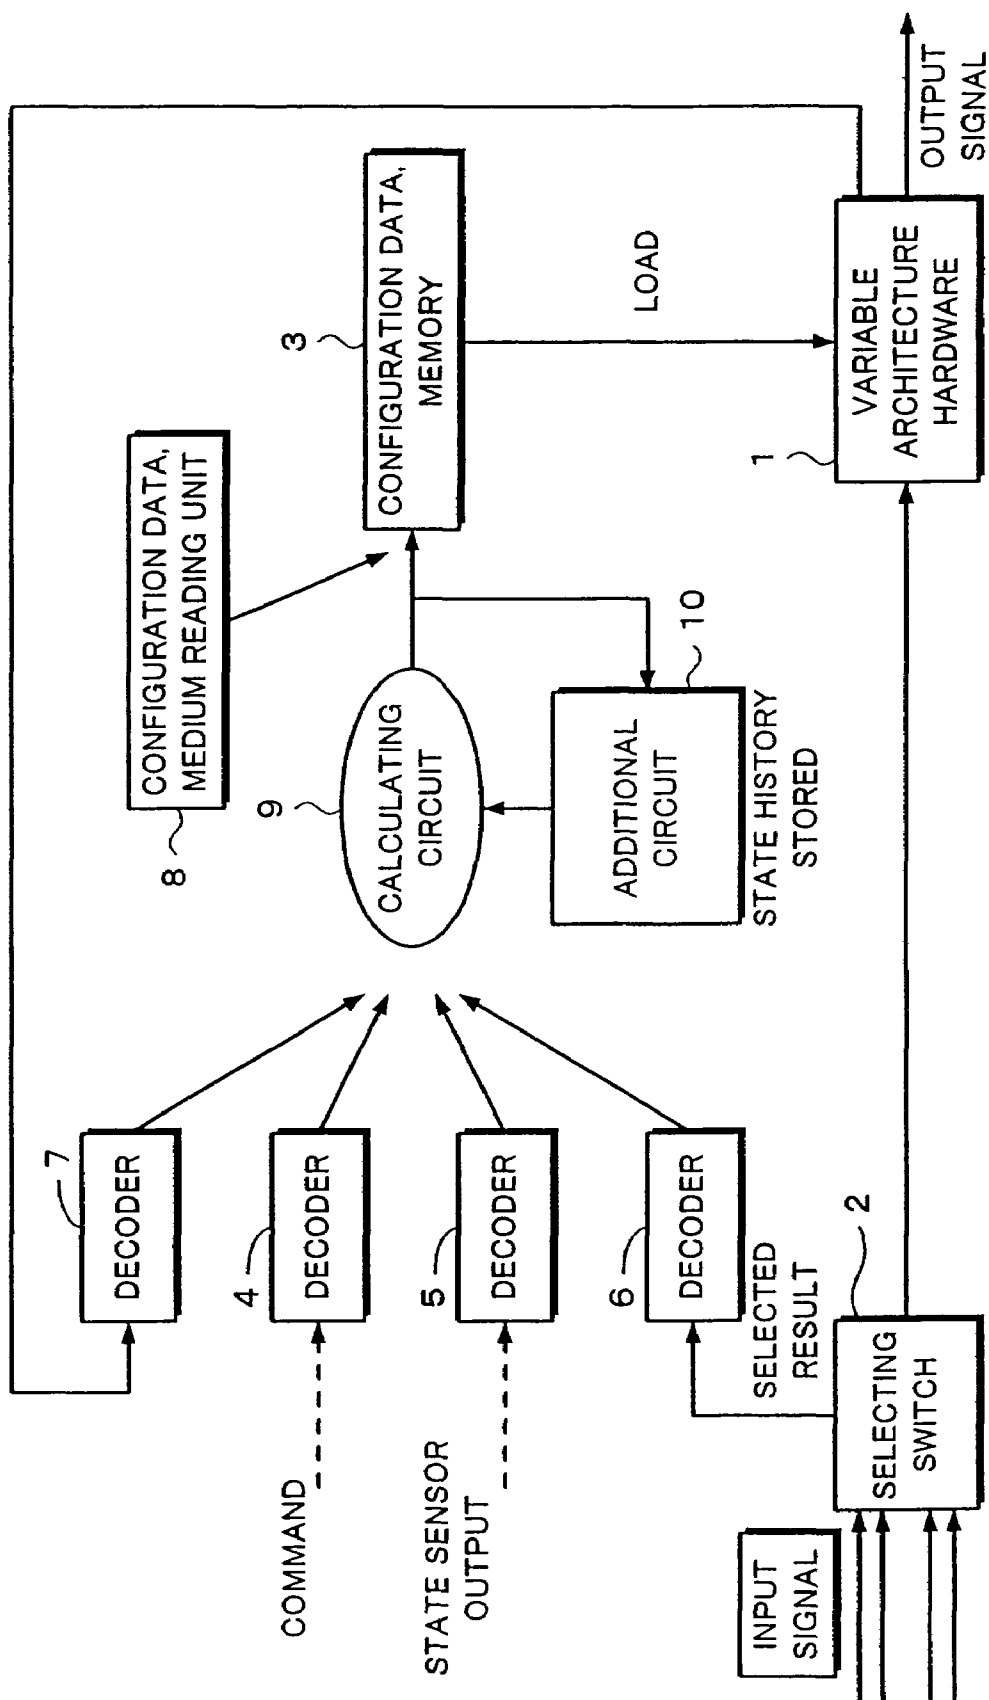 7
DECODER
4
DECODER
COMMAND
5
DECODER
STATE SENSOR
OUTPUT
6
DECODER
SELECTED
RESULT
INPUT
SIGNAL
2
SELECTING
SWITCH
8
CONFIGURATION DATA,
MEDIUM READING UNIT
9
CALCULATING
CIRCUIT
10
ADDITIONAL
CIRCUIT
STATE HISTORY
STORED
3
CONFIGURATION DATA,
MEMORY
LOAD
1
VARIABLE
ARCHITECTURE
HARDWARE
OUTPUT
SIGNAL